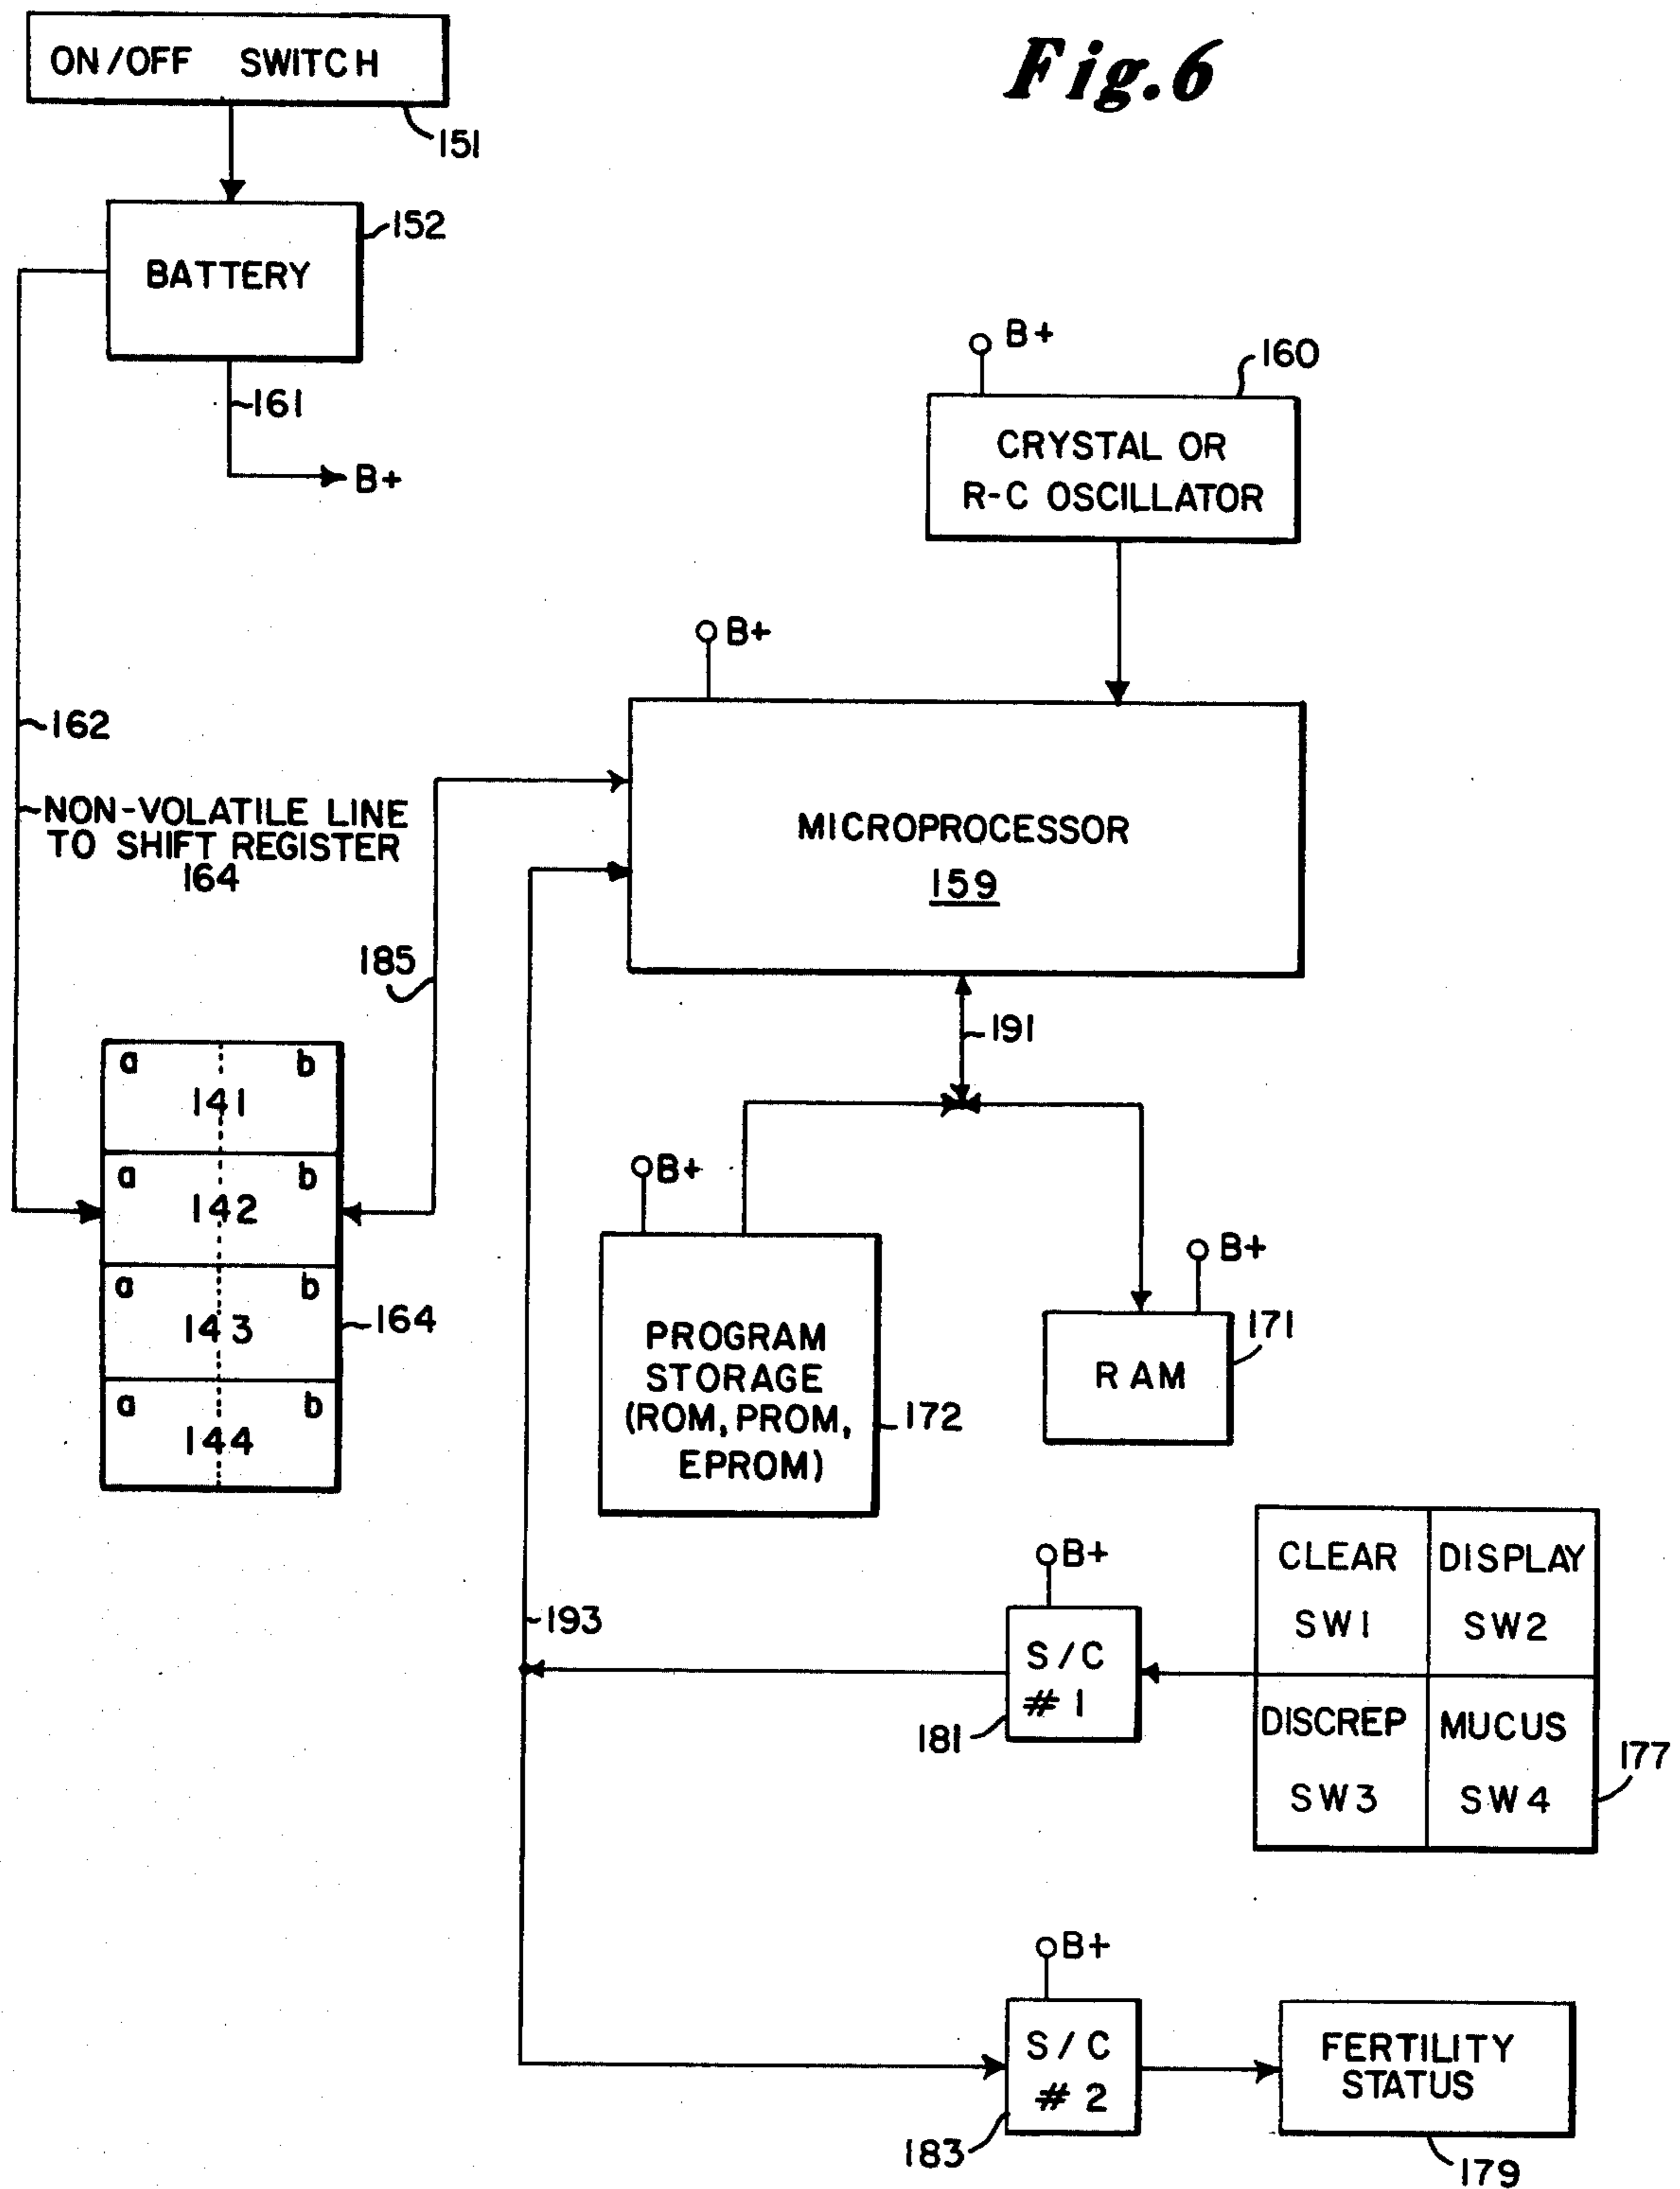 Fig.6
ON/OFF SWITCH
151
BATTERY
152
161
B+
B+
160
CRYSTAL OR
R-C OSCILLATOR
B+
162
NON-VOLATILE LINE
TO SHIFT REGISTER
164
MICROPROCESSOR
159
185
191
a b
141
a b
142
a b
143
a b
144
164
B+
PROGRAM
STORAGE
(ROM, PROM,
EPROM)
172
B+
RAM
171
193
B+
S/C
# 1
181
CLEAR
SW1
DISPLAY
SW2
DISCREP
SW3
MUCUS
SW4
177
B+
S/C
# 2
183
FERTILITY
STATUS
179